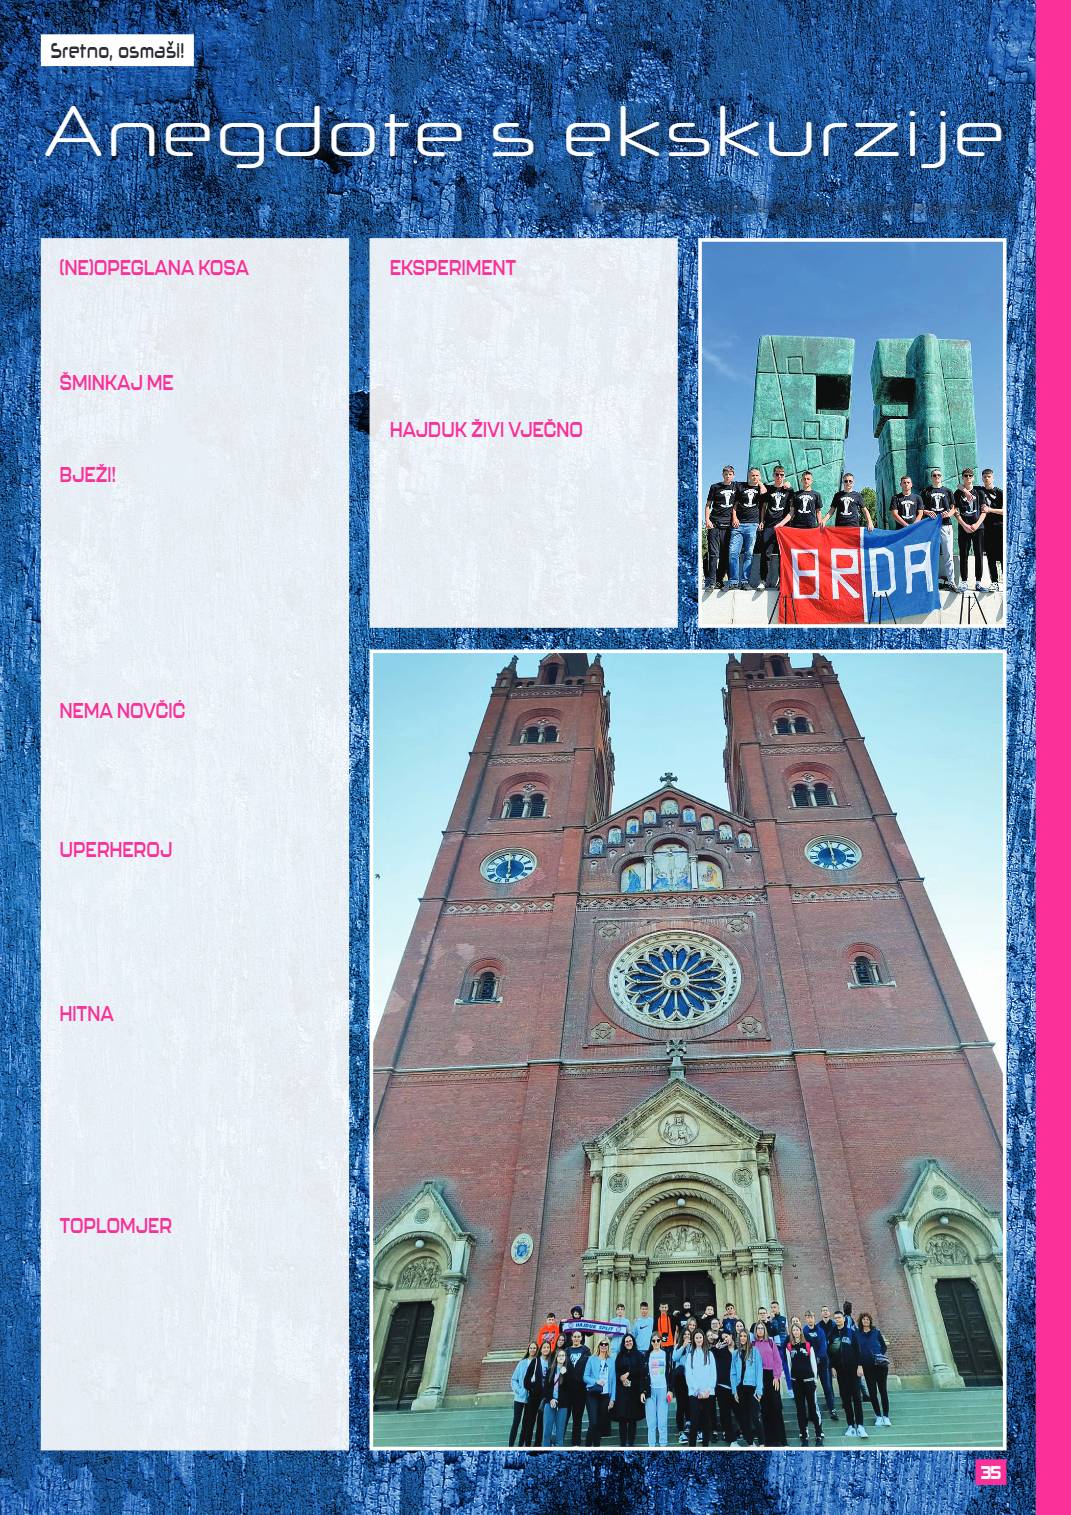 Sretno, osmaši!
Anegdote s ekskurzije
(NE)OPEGLANA KOSA
ŠMINKAJ ME
BJEŽI!
NEMA NOVČIĆ
UPERHEROJ
HITNA
TOPLOMJER
EKSPERIMENT
HAJDUK ŽIVI VJEČNO
BRDA
HAJDUK SPLIT
35